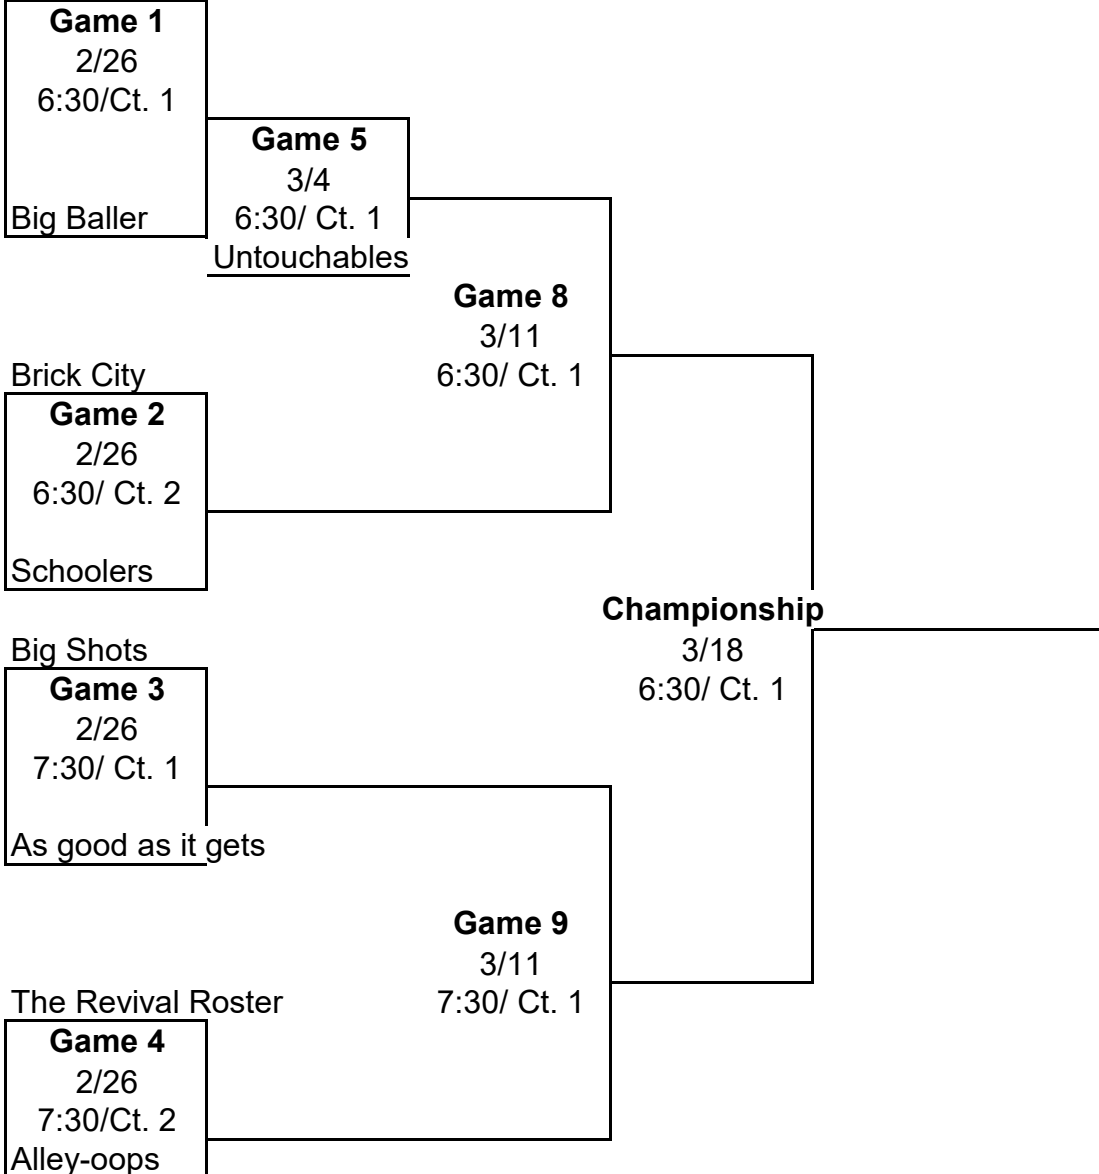 Game 1
2/26
6:30/Ct. 1
Big Baller
Game 5
3/4
6:30/ Ct. 1
Untouchables
Game 8
3/11
6:30/ Ct. 1
Brick City
Game 2
2/26
6:30/ Ct. 2
Schoolers
Championship
3/18
6:30/ Ct. 1
Big Shots
Game 3
2/26
7:30/ Ct. 1
As good as it gets
Game 9
3/11
7:30/ Ct. 1
The Revival Roster
Game 4
2/26
7:30/Ct. 2
Alley-oops